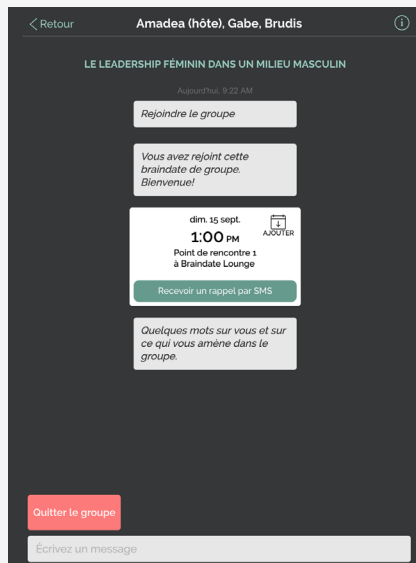 Retour
Amadea (hôte), Gabe, Brudis
LE LEADERSHIP FÉMININ DANS UN MILIEU MASCULIN
Aujourd'hui, 9:22 AM
Rejoindre le groupe
Vous avez rejoint cette
braindate de groupe.
Bienvenue!
dim. 15 sept.
AJOUTER
1:00 PM
Point de rencontre 1
à Braindate Lounge
Recevoir un rappel par SMS
Quelques mots sur vous et sur
ce qui vous amène dans le
groupe.
Quitter le groupe
Écrivez un message